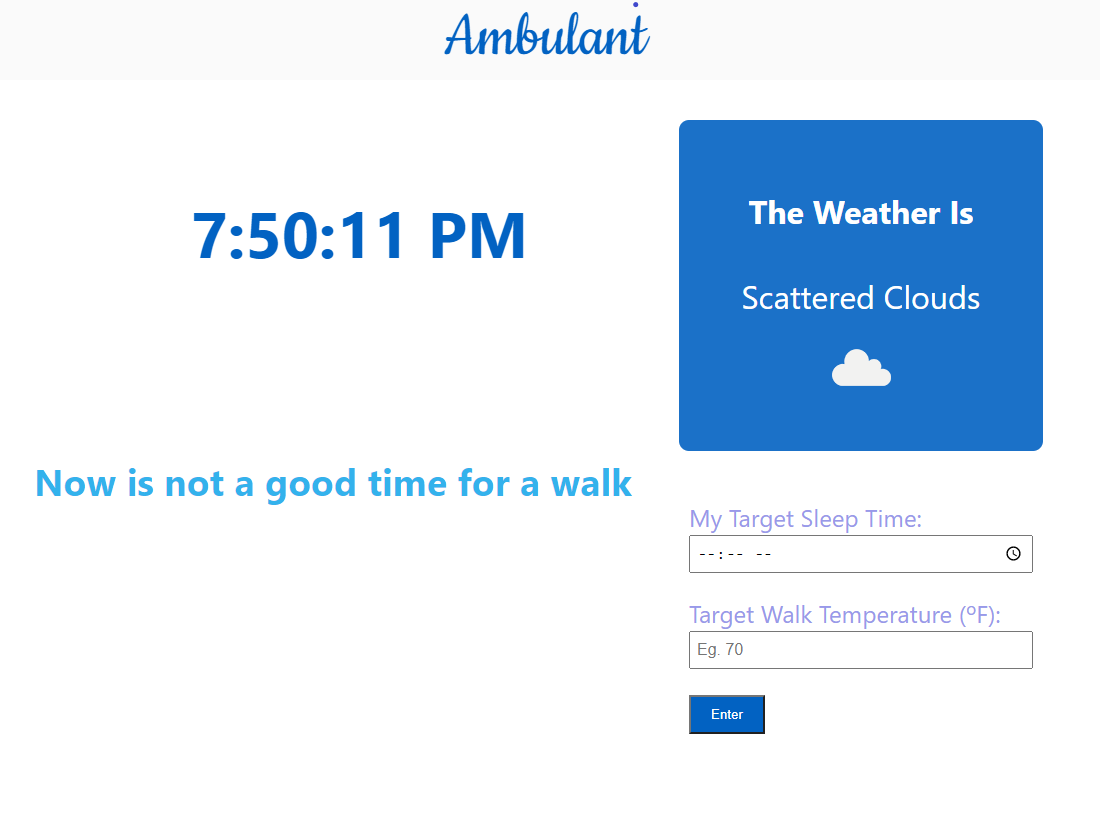 Ambulant
7:50:11 PM
Now is not a good time for a walk
The Weather Is
Scattered Clouds
My Target Sleep Time:
--:-- --
Target Walk Temperature (ºF):
Eg. 70
Enter